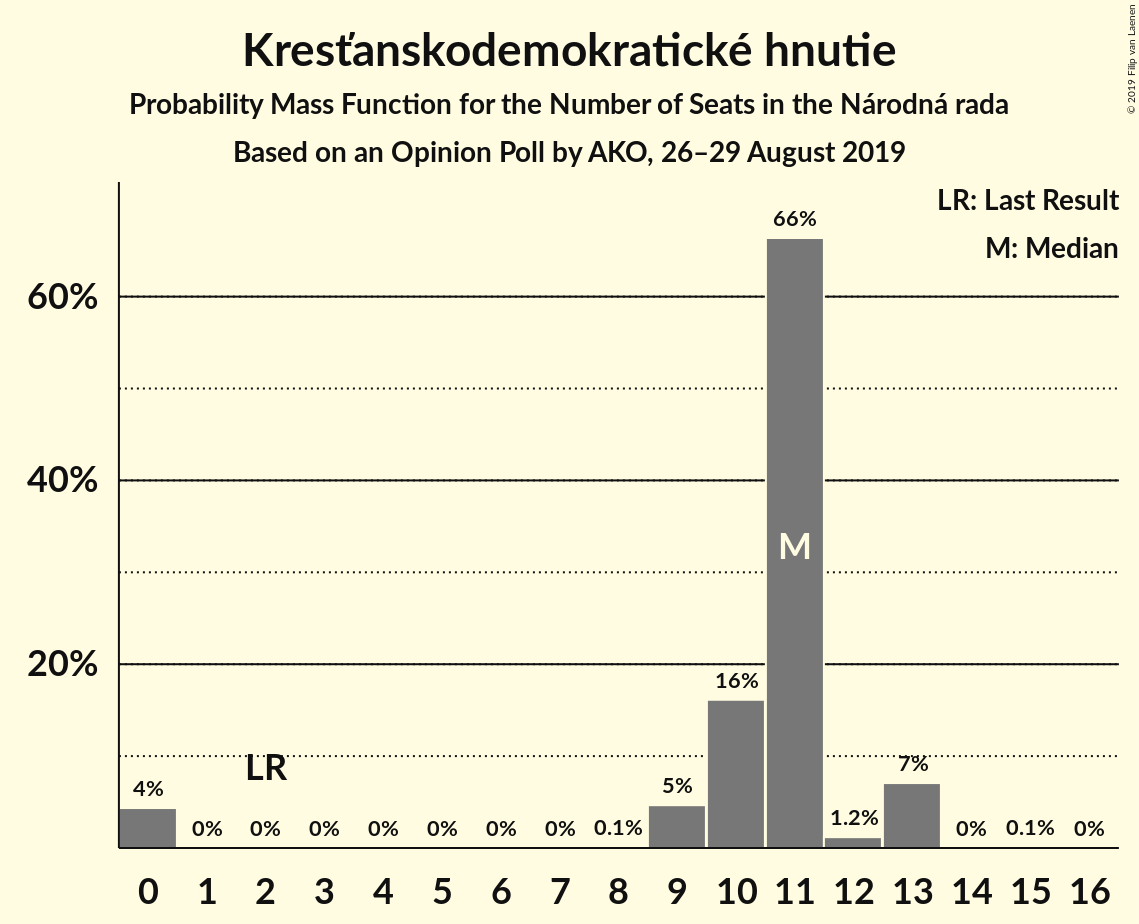 Kresťanskodemokratické hnutie
Probability Mass Function for the Number of Seats in the Národná rada
Based on an Opinion Poll by AKO, 26–29 August 2019
© 2019 Filip van Laenen
LR: Last Result
M: Median
60%
40%
20%
4%
0%
0%
0%
0%
0%
0%
0%
0.1%
5%
16%
66%
1.2%
7%
0%
0.1%
0%
LR
M
0 1 2 3 4 5 6 7 8 9 10 11 12 13 14 15 16